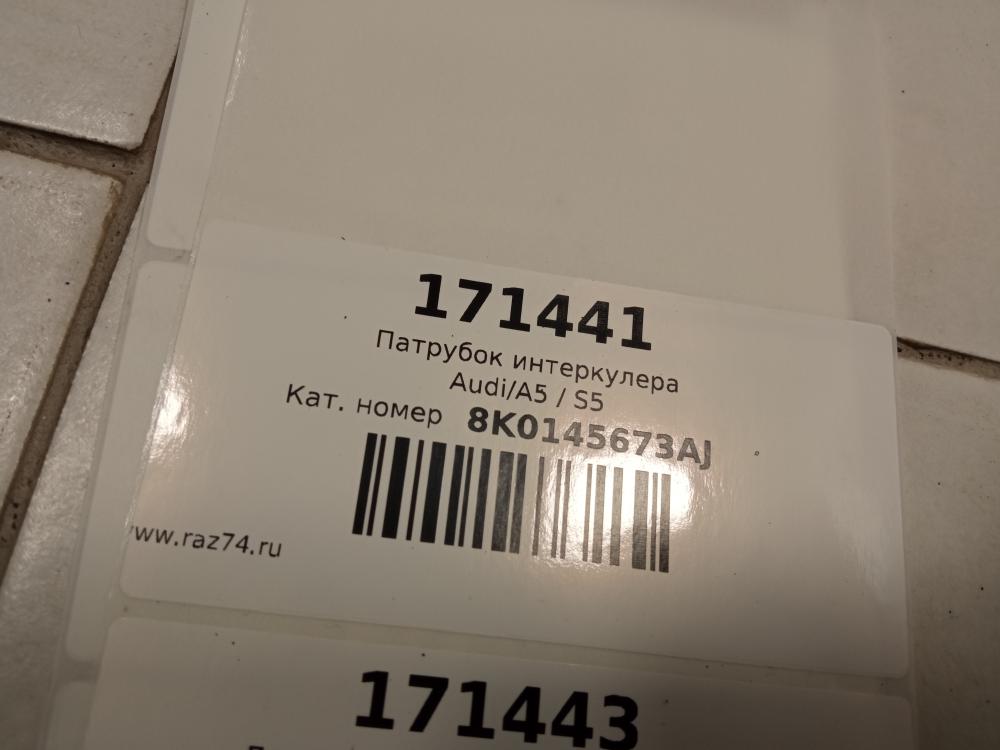 171441
Патрубок интеркулера
Audi/A5 / S5
Кат. номер 8K0145673AJ
www.raz74.ru
171443